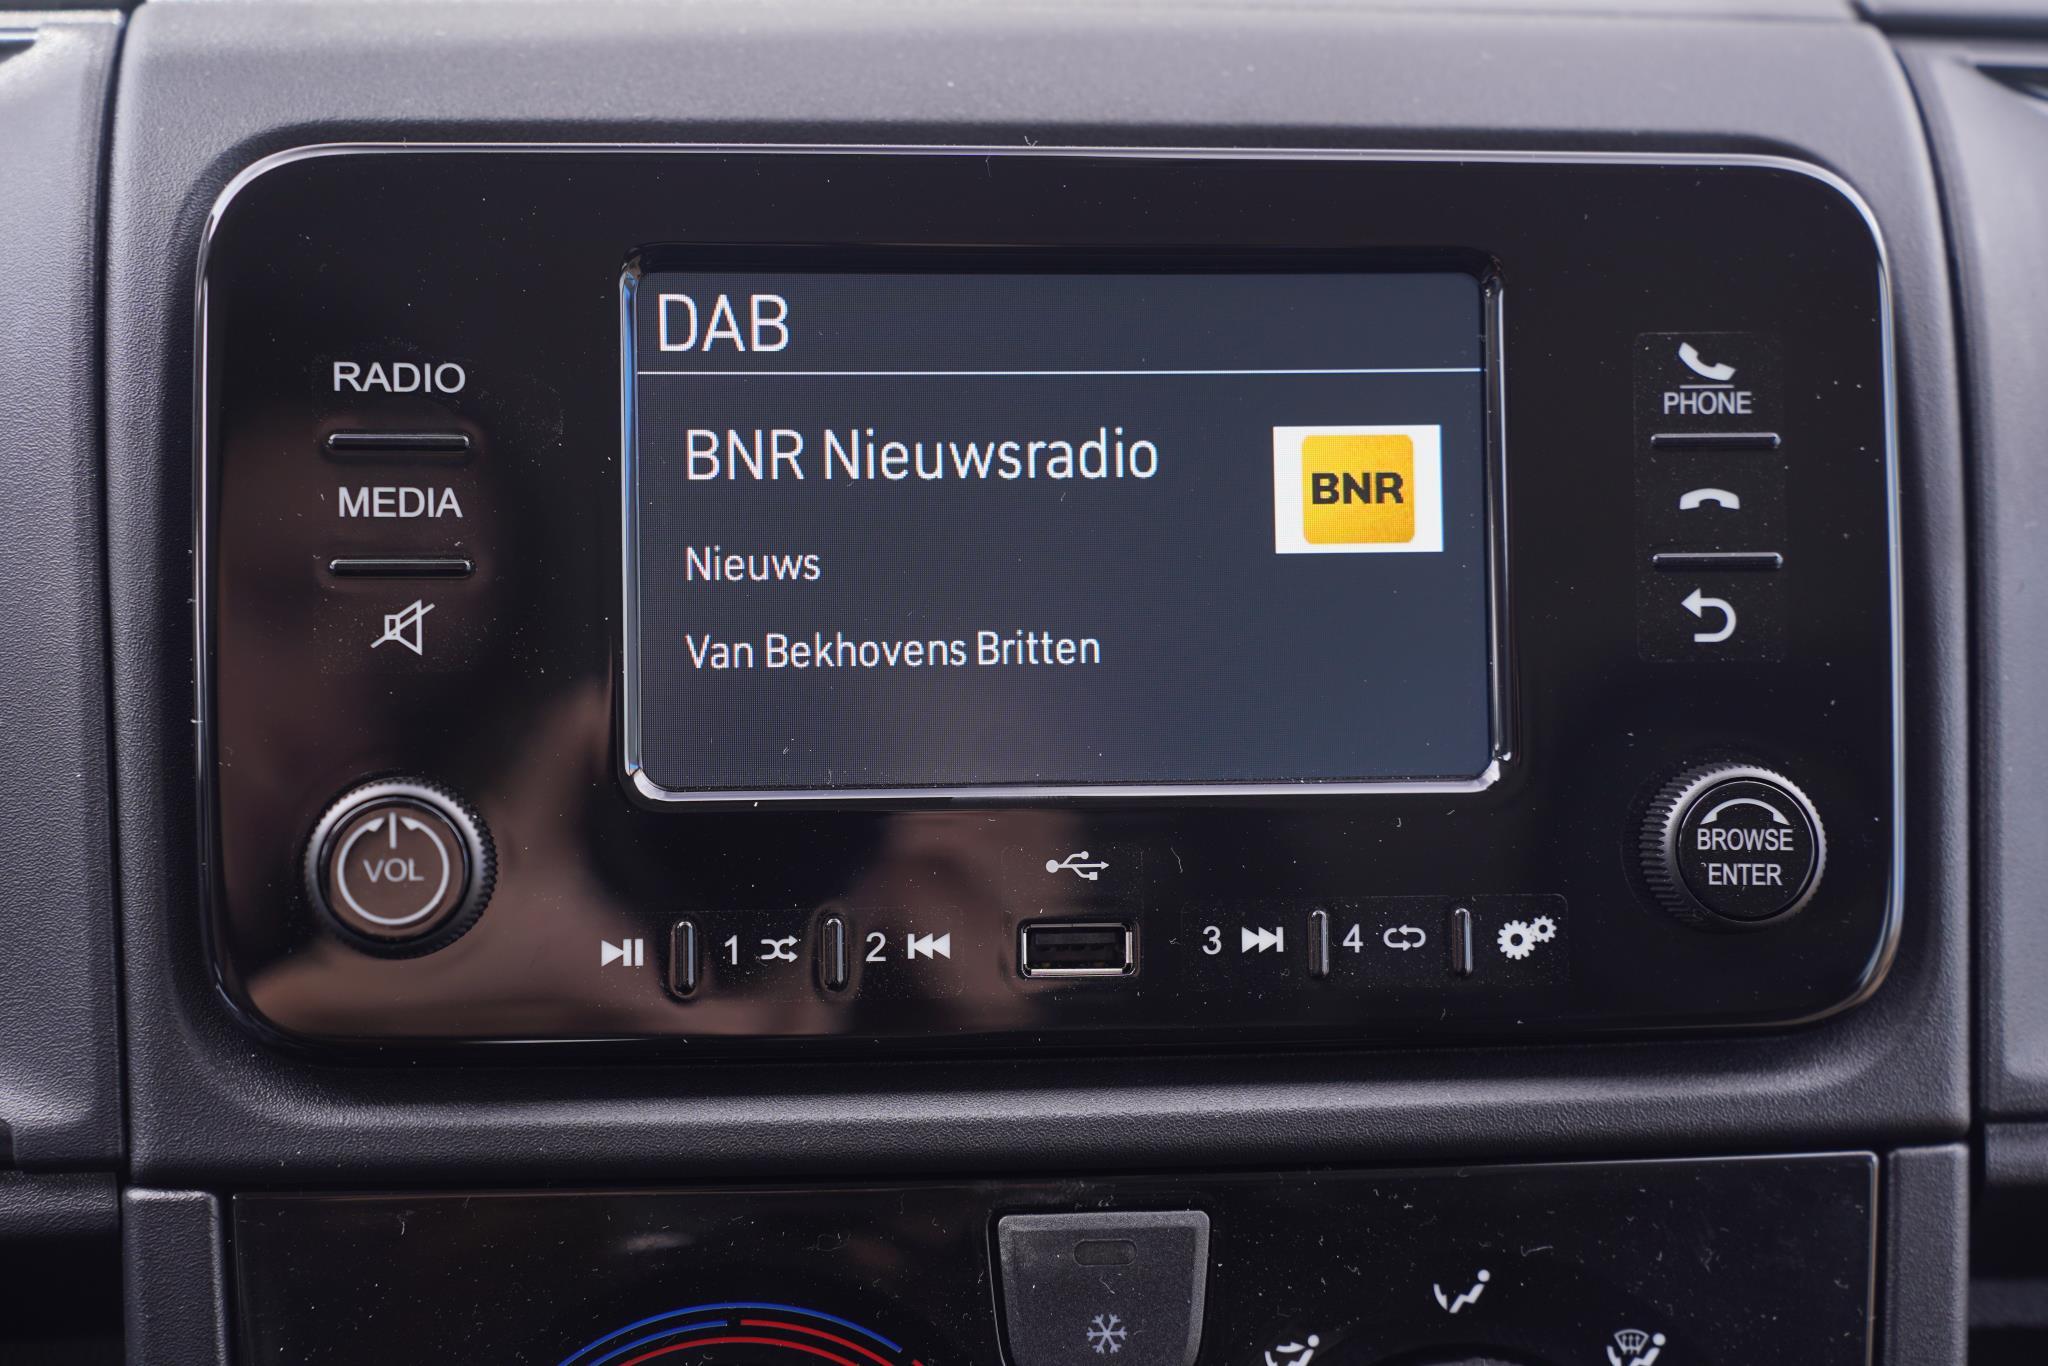 DAB
BNR Nieuwsradio
BNR
Nieuws
Van Bekhovens Britten
RADIO
MEDIA
VOL
PHONE
BROWSE
ENTER
1
2
3
4